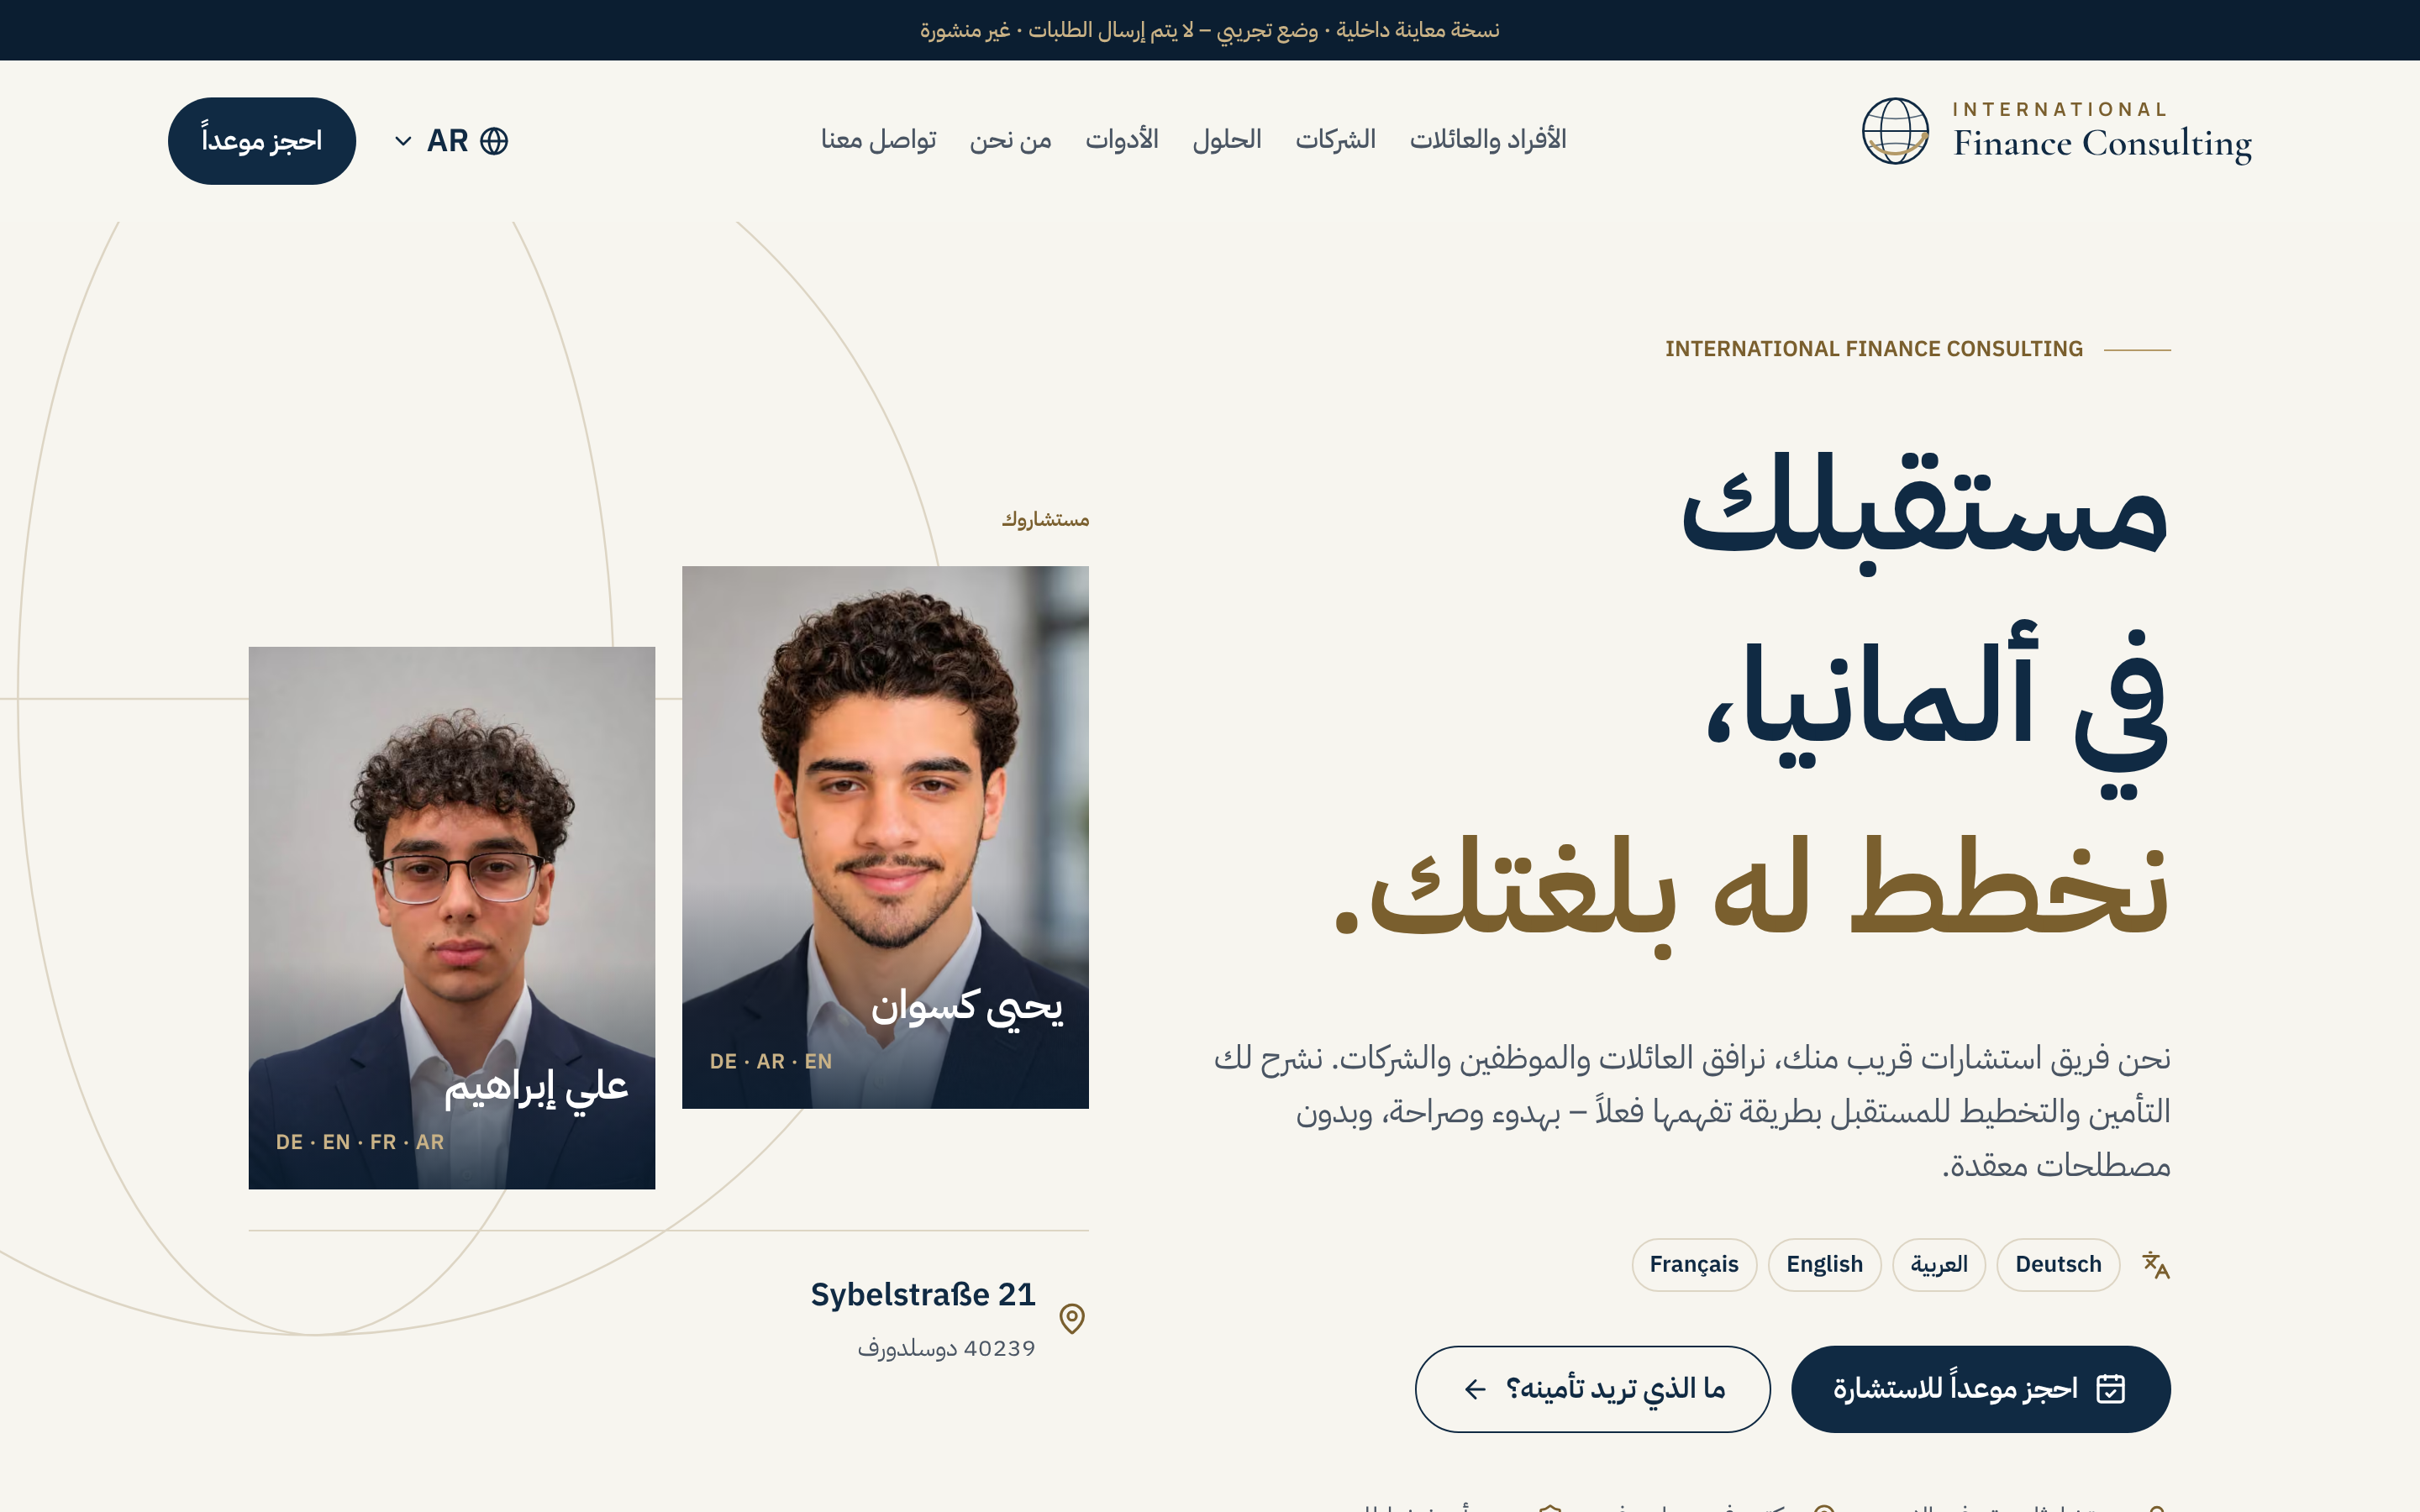 نسخة معاينة داخلية · وضع تجريبي – لا يتم إرسال الطلبات · غير منشورة
INTERNATIONAL
Finance Consulting
الأفراد والعائلات
الشركات
الحلول
الأدوات
من نحن
تواصل معنا
AR
احجز موعداً
INTERNATIONAL FINANCE CONSULTING
مستقبلك
في ألمانيا،
نخطط له بلغتك.
نحن فريق استشارات قريب منك، نرافق العائلات والموظفين والشركات. نشرح لك
التأمين والتخطيط للمستقبل بطريقة تفهمها فعلاً – بهدوء وصراحة، وبدون
مصطلحات معقدة.
Deutsch
العربية
English
Français
احجز موعداً للاستشارة
ما الذي تريد تأمينه؟
مستشاروك
يحيى كسوان
DE · AR · EN
علي إبراهيم
DE · EN · FR · AR
Sybelstraße 21
40239 دوسلدورف